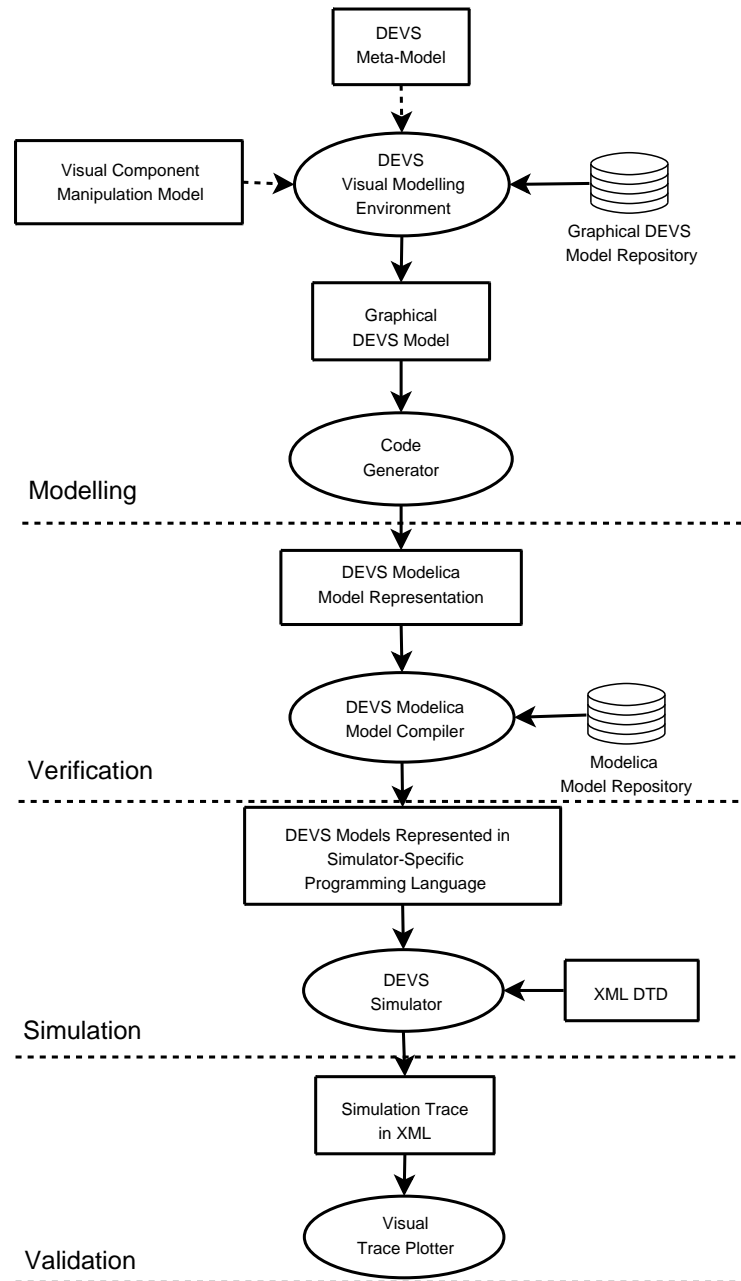 DEVS
Meta-Model
Visual Component
Manipulation Model
DEVS
Visual Modelling
Environment
Graphical DEVS
Model Repository
Graphical
DEVS Model
Code
Generator
Modelling
DEVS Modelica
Model Representation
DEVS Modelica
Model Compiler
Modelica
Model Repository
Verification
DEVS Models Represented in
Simulator-Specific
Programming Language
DEVS
Simulator
XML DTD
Simulation
Simulation Trace
in XML
Visual
Trace Plotter
Validation